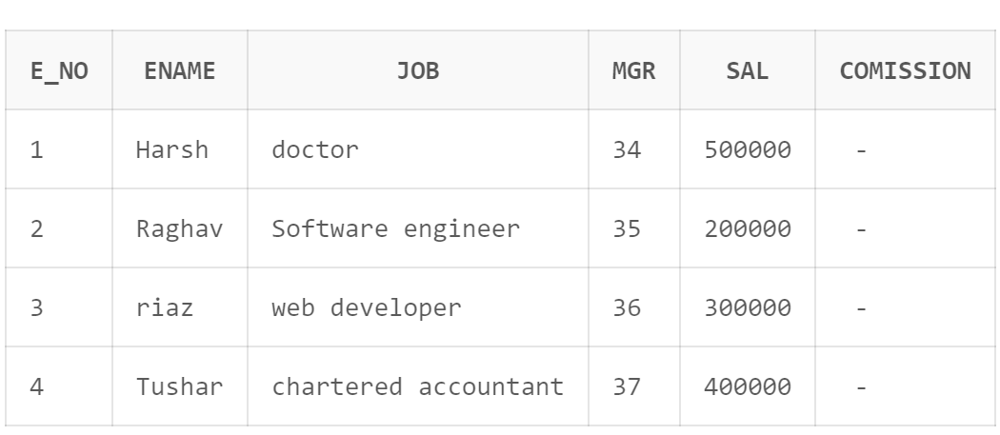 E_NO ENAME JOB MGR SAL COMISSION
1 Harsh doctor 34 500000 -
2 Raghav Software engineer 35 200000 -
3 riaz web developer 36 300000 -
4 Tushar chartered accountant 37 400000 -